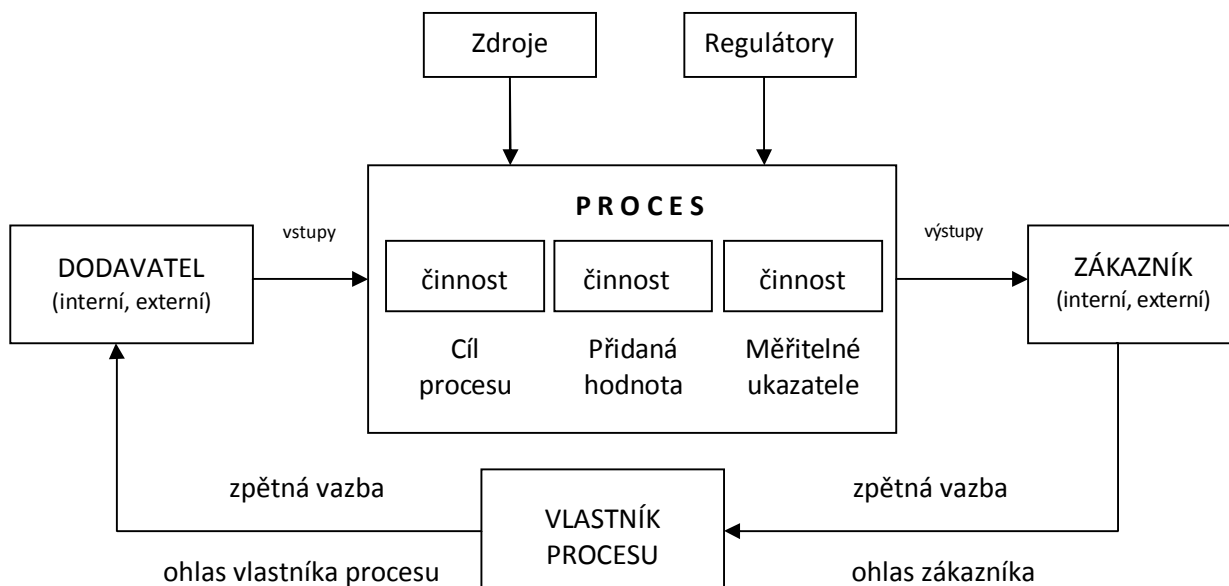 Zdroje
Regulátory
P R O C E S
vstupy
výstupy
DODAVATEL
(interní, externí)
činnost
činnost
činnost
ZÁKAZNÍK
(interní, externí)
Cíl
procesu
Přidaná
hodnota
Měřitelné
ukazatele
zpětná vazba
zpětná vazba
VLASTNÍK
PROCESU
ohlas vlastníka procesu
ohlas zákazníka